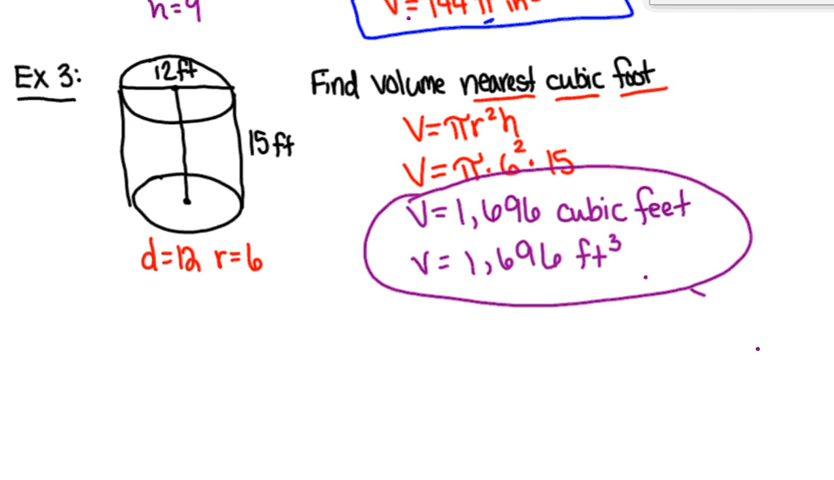 h=9
V=144π in
Ex 3:
12ft
15ft
d=12 r=6
Find volume nearest cubic foot
V=πr²h
V=π·6²·15
V=1,696 cubic feet
V=1,696 ft³